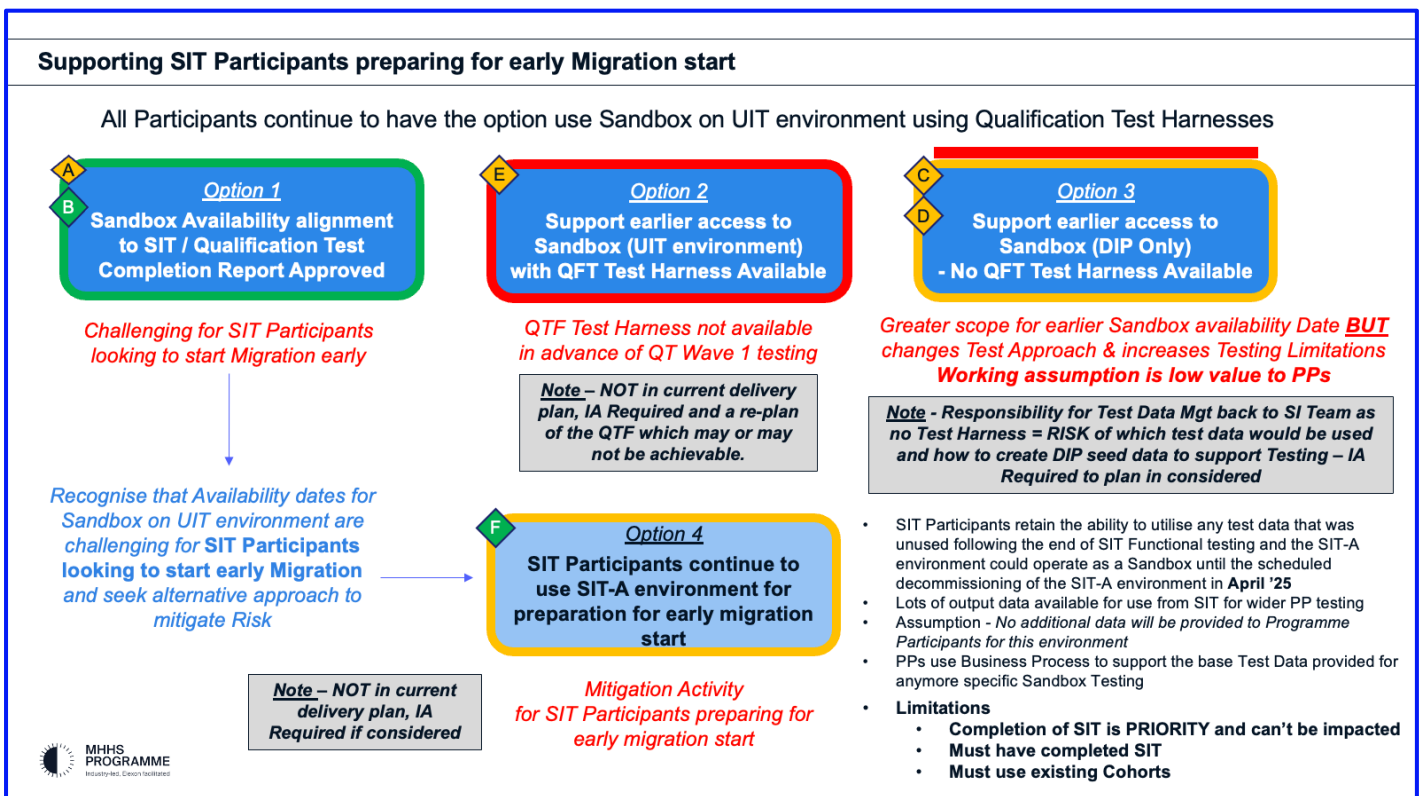 Supporting SIT Participants preparing for early Migration start
All Participants continue to have the option use Sandbox on UIT environment using Qualification Test Harnesses
A
B
Option 1
Sandbox Availability alignment
to SIT / Qualification Test
Completion Report Approved
Challenging for SIT Participants
looking to start Migration early
Recognise that Availability dates for
Sandbox on UIT environment are
challenging for SIT Participants
looking to start early Migration
and seek alternative approach to
mitigate Risk
E
Option 2
Support earlier access to
Sandbox (UIT environment)
with QFT Test Harness Available
QTF Test Harness not available
in advance of QT Wave 1 testing
Note – NOT in current delivery
plan, IA Required and a re-plan
of the QTF which may or may
not be achievable.
C
D
Option 3
Support earlier access to
Sandbox (DIP Only)
- No QFT Test Harness Available
Greater scope for earlier Sandbox availability Date BUT
changes Test Approach & increases Testing Limitations
Working assumption is low value to PPs
Note - Responsibility for Test Data Mgt back to SI Team as
no Test Harness = RISK of which test data would be used
and how to create DIP seed data to support Testing – IA
Required to plan in considered
F
Option 4
SIT Participants continue to
use SIT-A environment for
preparation for early migration
start
Note – NOT in current
delivery plan, IA
Required if considered
Mitigation Activity
for SIT Participants preparing for
early migration start
• SIT Participants retain the ability to utilise any test data that was
unused following the end of SIT Functional testing and the SIT-A
environment could operate as a Sandbox until the scheduled
decommissioning of the SIT-A environment in April '25
• Lots of output data available for use from SIT for wider PP testing
• Assumption - No additional data will be provided to Programme
Participants for this environment
• PPs use Business Process to support the base Test Data provided for
anymore specific Sandbox Testing
• Limitations
• Completion of SIT is PRIORITY and can't be impacted
• Must have completed SIT
• Must use existing Cohorts
MHHS
PROGRAMME
Industry-led, Elexon facilitated